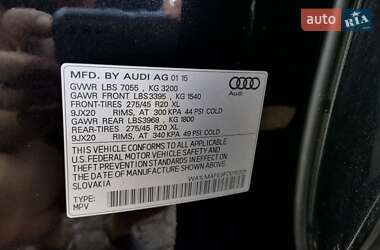 auto RIA
MFD. BY AUDI AG 01 15
GVWR LBS 7055 , KG 3200
GAWR FRONT LBS3395 , KG 1540
FRONT-TIRES 275/45 R20 XL
9JX20 RIMS, AT 300 KPA 44 PSI COLD
GAWR REAR LBS3968 , KG 1800
REAR-TIRES 275/45 R20 XL
9JX20 RIMS, AT 340 KPA 49 PSI COLD
Audi
THIS VEHICLE CONFORMS TO ALL APPLICABLE
U.S. FEDERAL MOTOR VEHICLE SAFETY AND
THEFT PREVENTION STANDARDS IN EFFECT
ON THE DATE OF MANUFACTURE SHOWN ABOVE.
SLOVAKIA
TYPE:
MPV